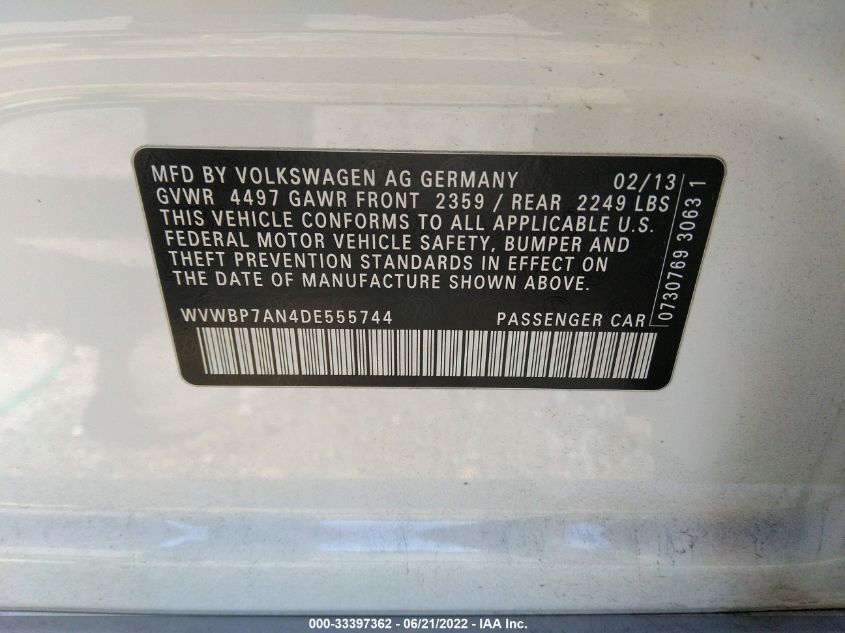 MFD BY VOLKSWAGEN AG GERMANY 02/13
GVWR 4497 GAWR FRONT 2359 / REAR 2249 LBS
THIS VEHICLE CONFORMS TO ALL APPLICABLE U.S.
FEDERAL MOTOR VEHICLE SAFETY, BUMPER AND
THEFT PREVENTION STANDARDS IN EFFECT ON
THE DATE OF MANUFACTURE SHOWN ABOVE.
WVWBP7AN4DE555744 PASSENGER CAR
0730769 3063 1
000-33397362 - 06/21/2022 - IAA Inc.